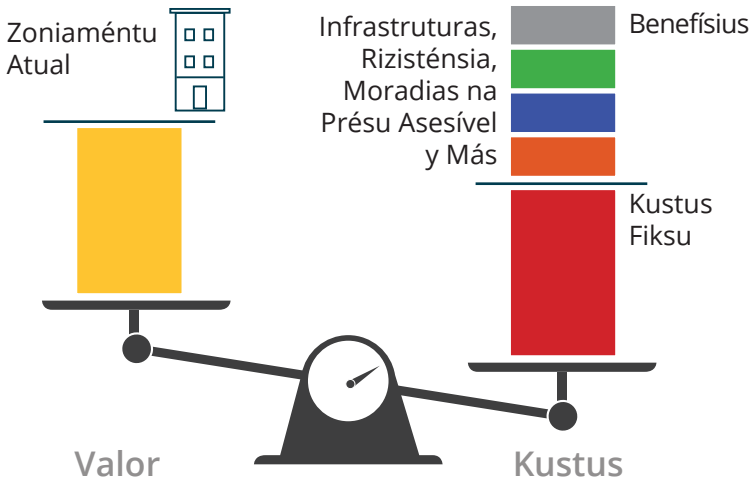 Zoniaméntu
Atual
Infrastruturas,
Rizisténsia,
Moradias na
Présu Asesível
y Más
Benefísius
Kustus
Fiksu
Valor
Kustus